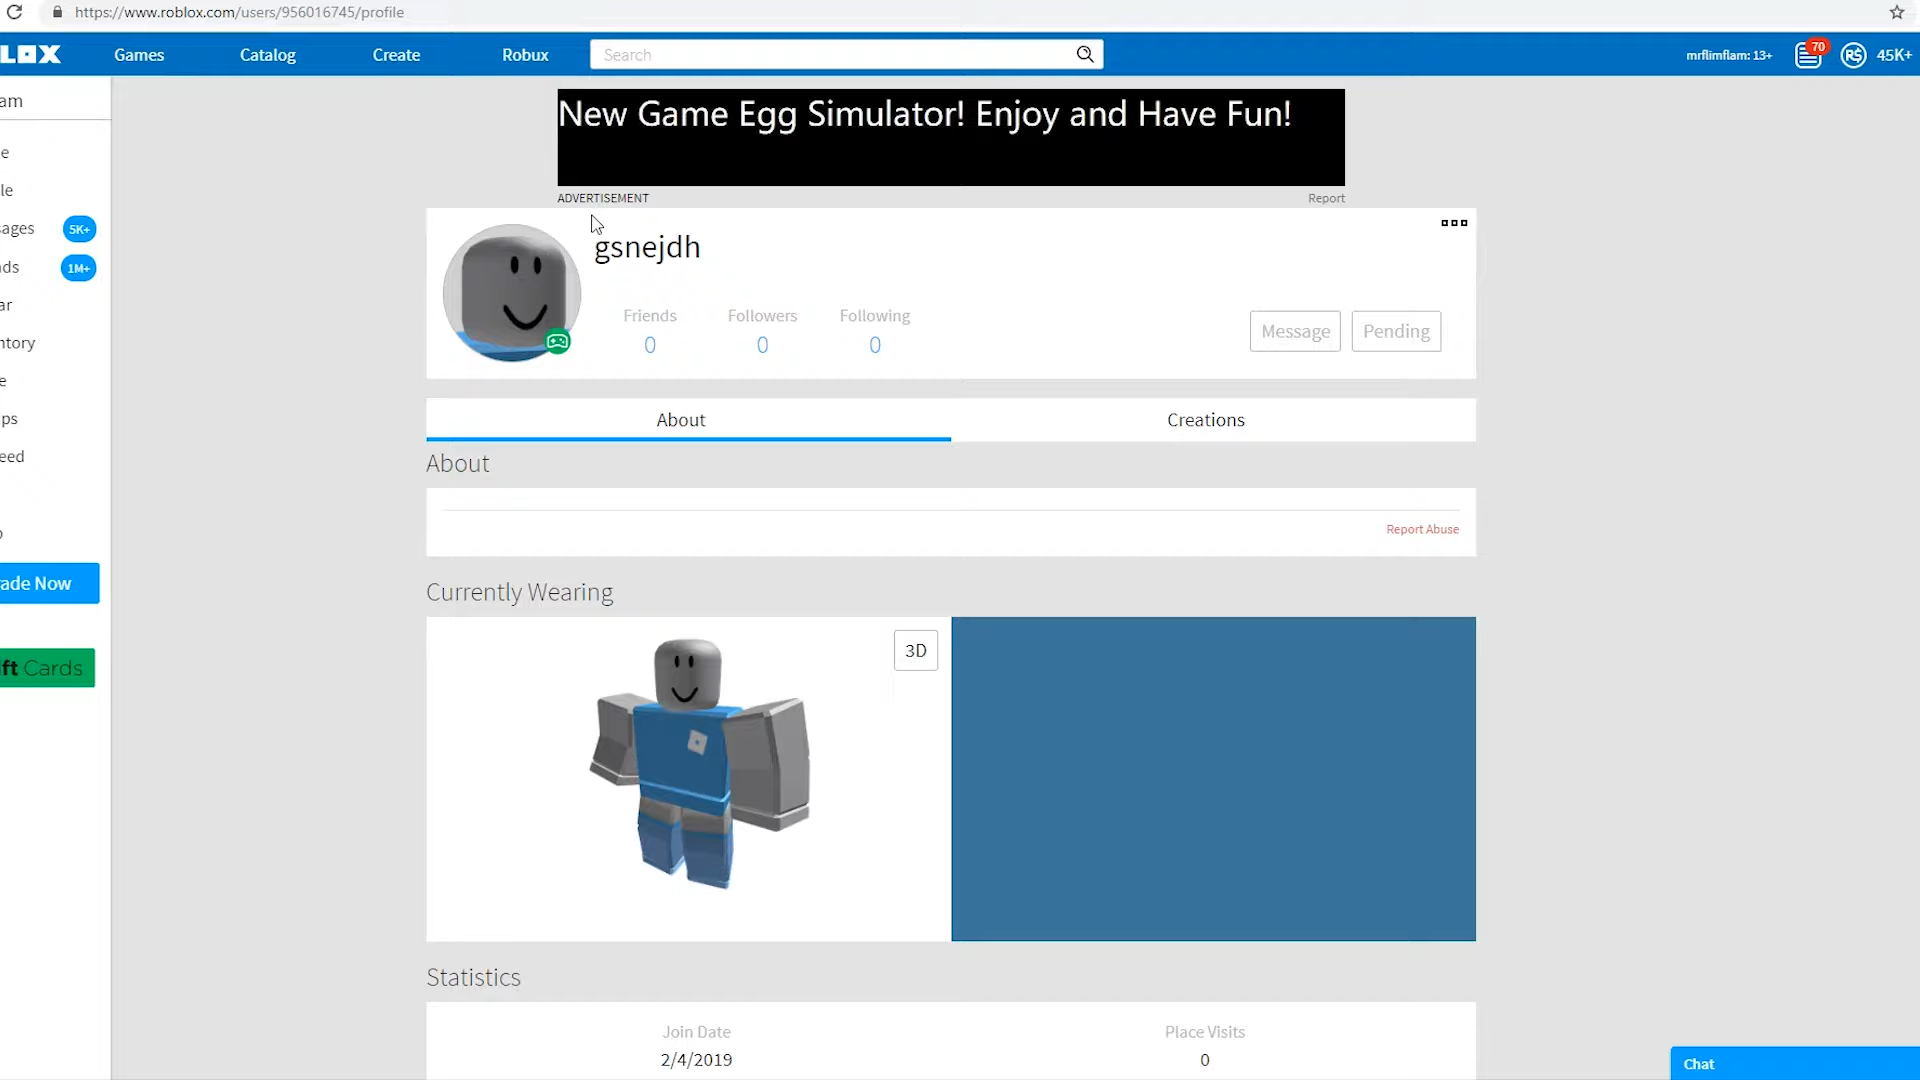 https://www.roblox.com/users/956016745/profile
LOX
Games
Catalog
Create
Robux
Search
mrflimflam: 13+
70
45K+
am
e
le
ages
5K+
ds
1M+
ar
ntory
e
ps
eed
ade Now
ft Cards
New Game Egg Simulator! Enjoy and Have Fun!
ADVERTISEMENT
Report
gsnejdh
Friends
Followers
Following
0
0
0
Message
Pending
About
Creations
About
Report Abuse
Currently Wearing
3D
Statistics
Join Date
Place Visits
2/4/2019
0
Chat